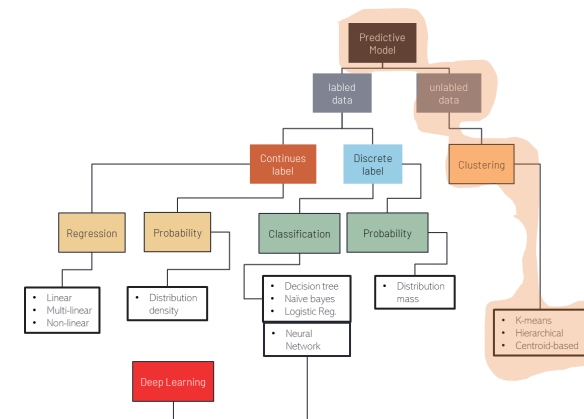 Predictive
Model
labled
data
unlabled
data
Continues
label
Discrete
label
Clustering
Regression
Probability
Classification
Probability
• Linear
• Multi-linear
• Non-linear
• Distribution
density
• Decision tree
• Naïve bayes
• Logistic Reg.
• Distribution
mass
• K-means
• Hierarchical
• Centroid-based
• Neural
Network
Deep Learning